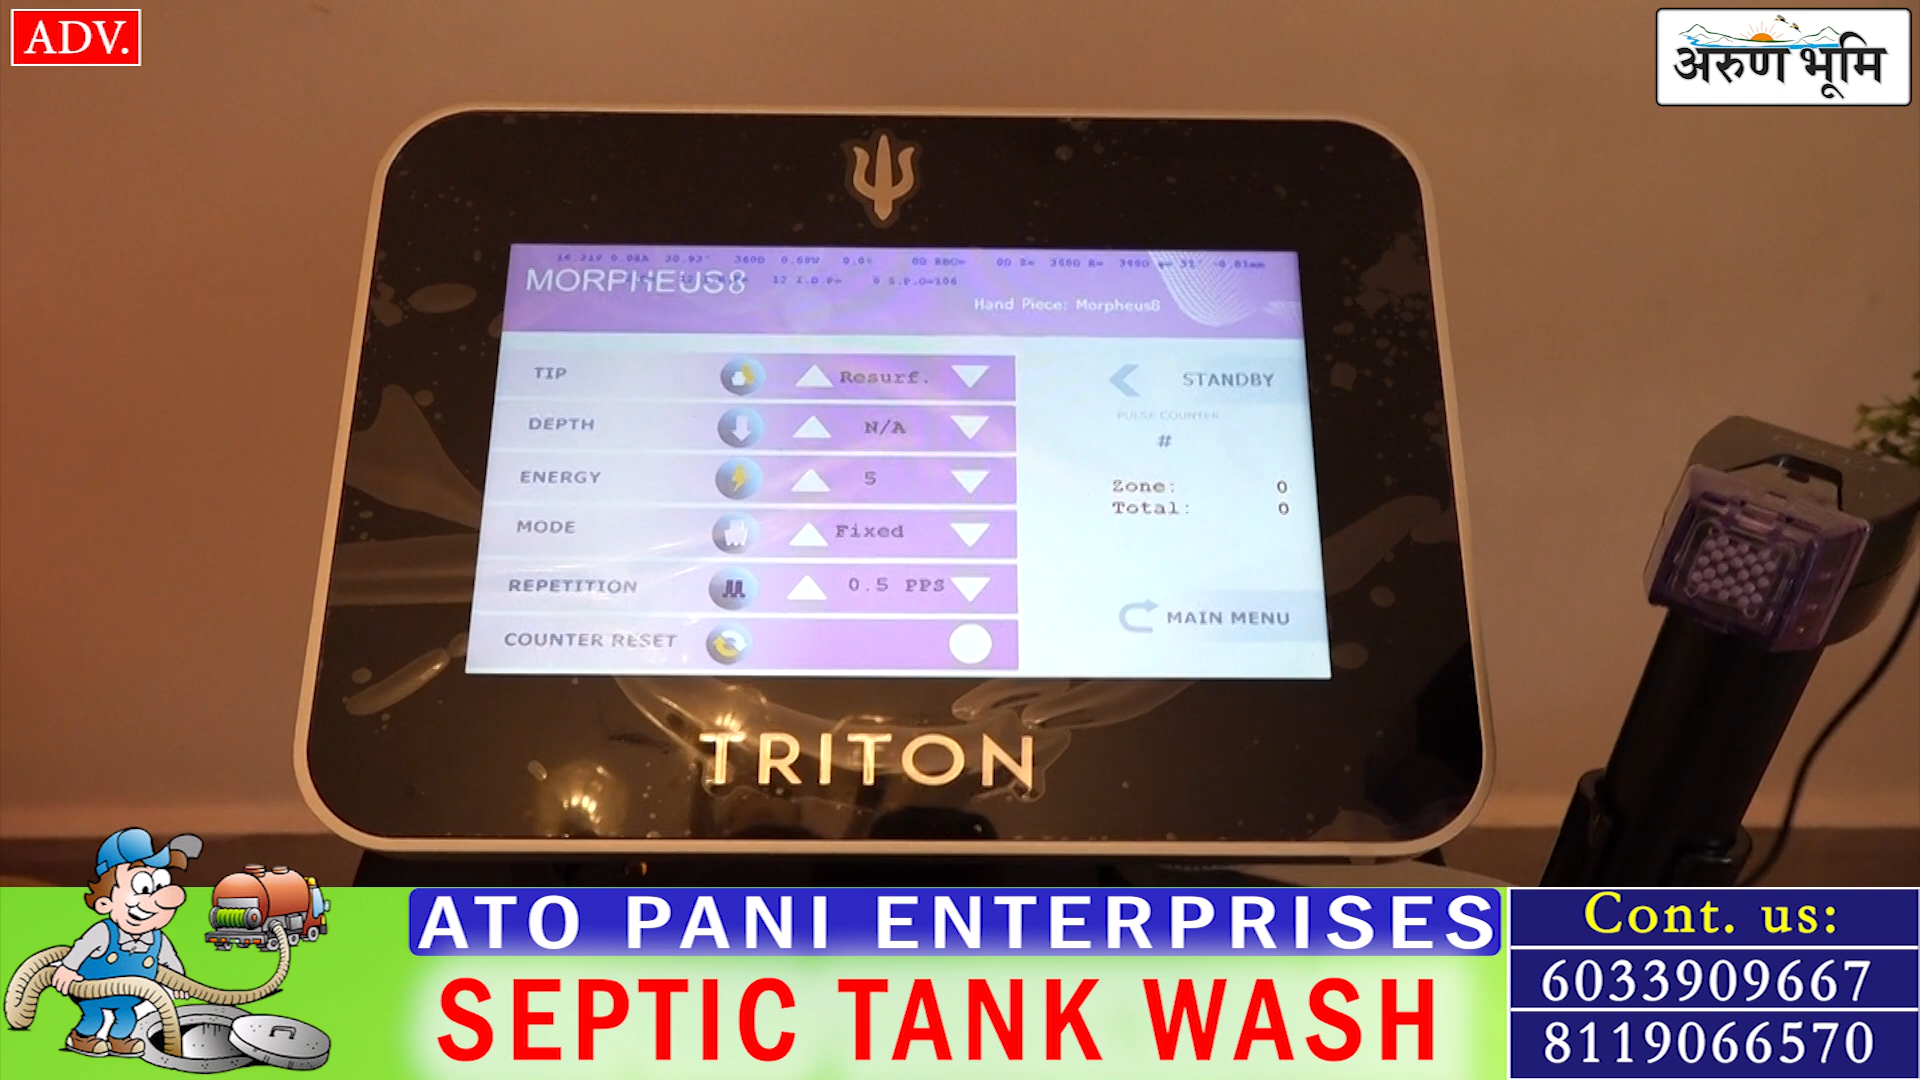 ADV.
अरुण भूमि
MORPHEUS8
Hand Piece: Morpheus8
TIP
Resurf.
DEPTH
N/A
ENERGY
5
MODE
Fixed
REPETITION
0.5 PPS
COUNTER RESET
STANDBY
PULSE COUNTER
#
Zone: 0
Total: 0
MAIN MENU
TRITON
ATO PANI ENTERPRISES
SEPTIC TANK WASH
Cont. us:
6033909667
8119066570